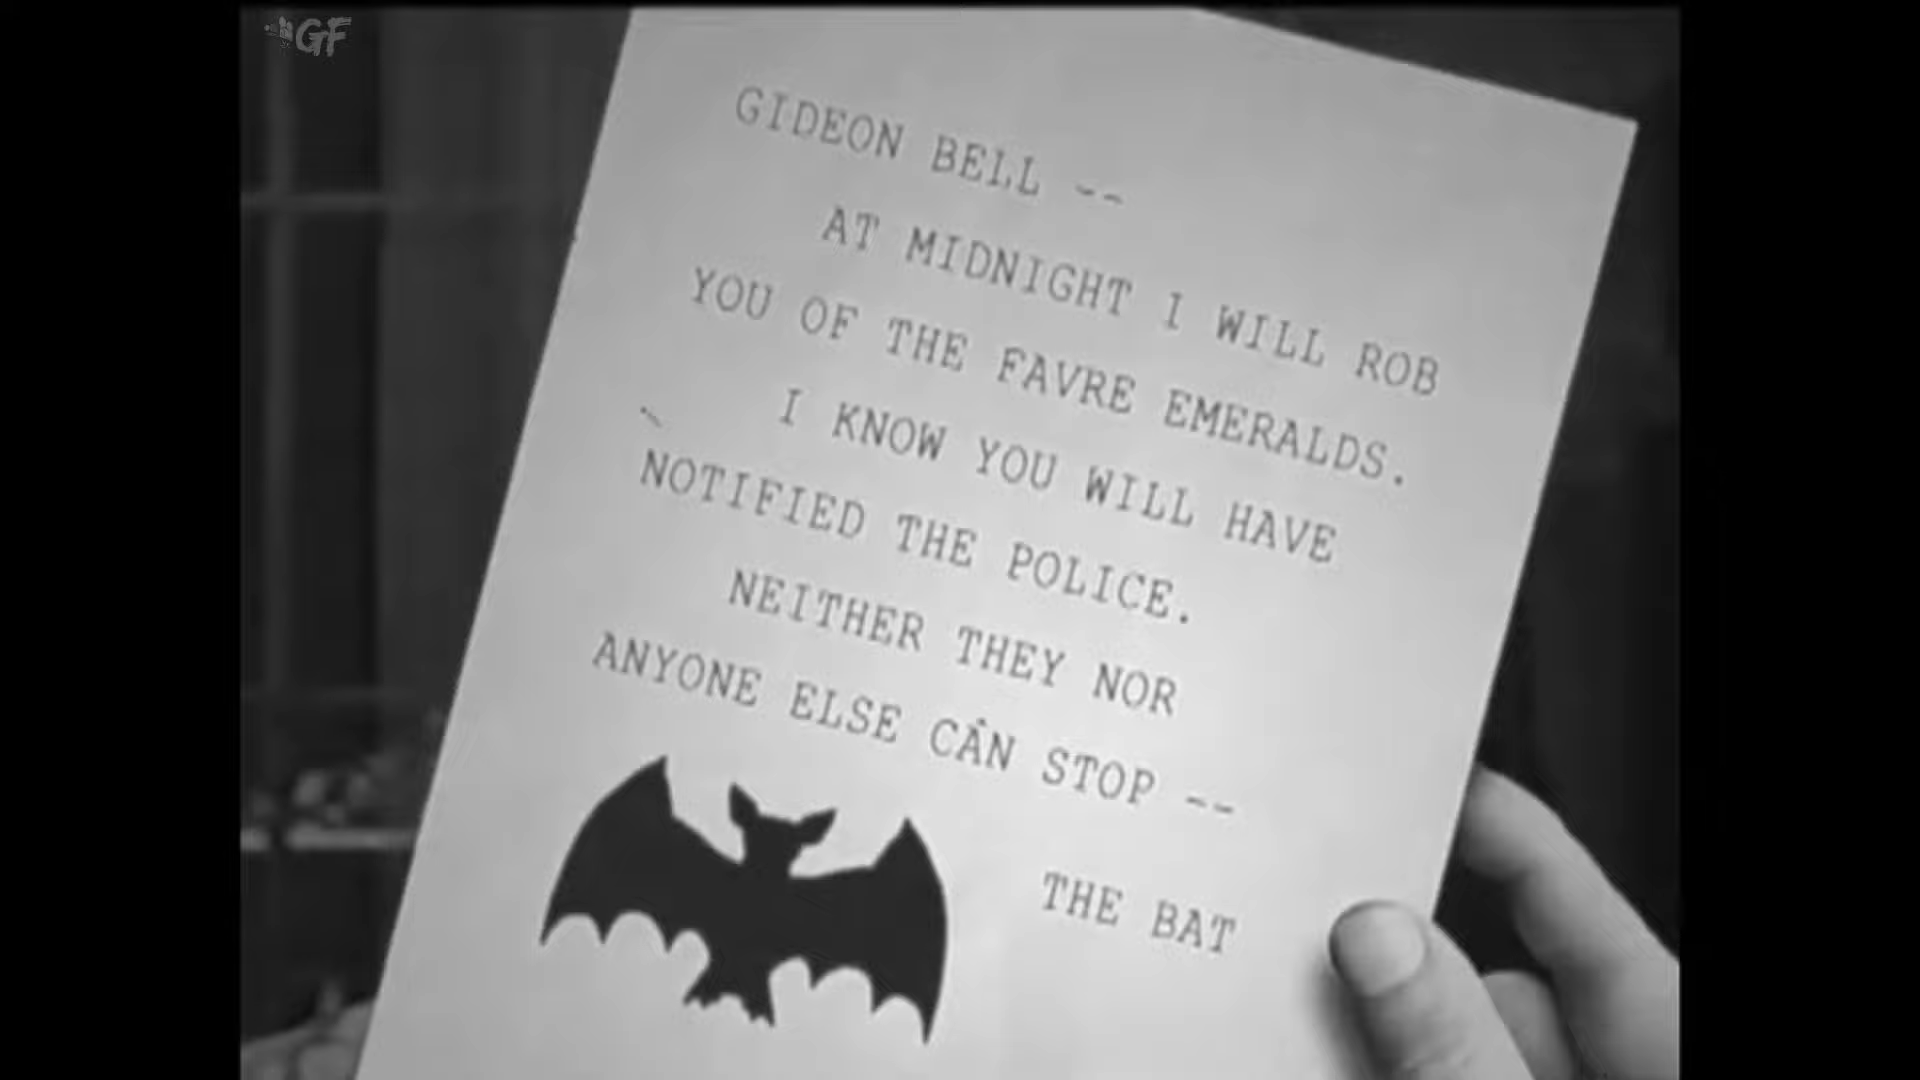 GF
GIDEON BELL --
AT MIDNIGHT I WILL ROB
YOU OF THE FAVRE EMERALDS.
I KNOW YOU WILL HAVE
NOTIFIED THE POLICE.
NEITHER THEY NOR
ANYONE ELSE CAN STOP --
THE BAT